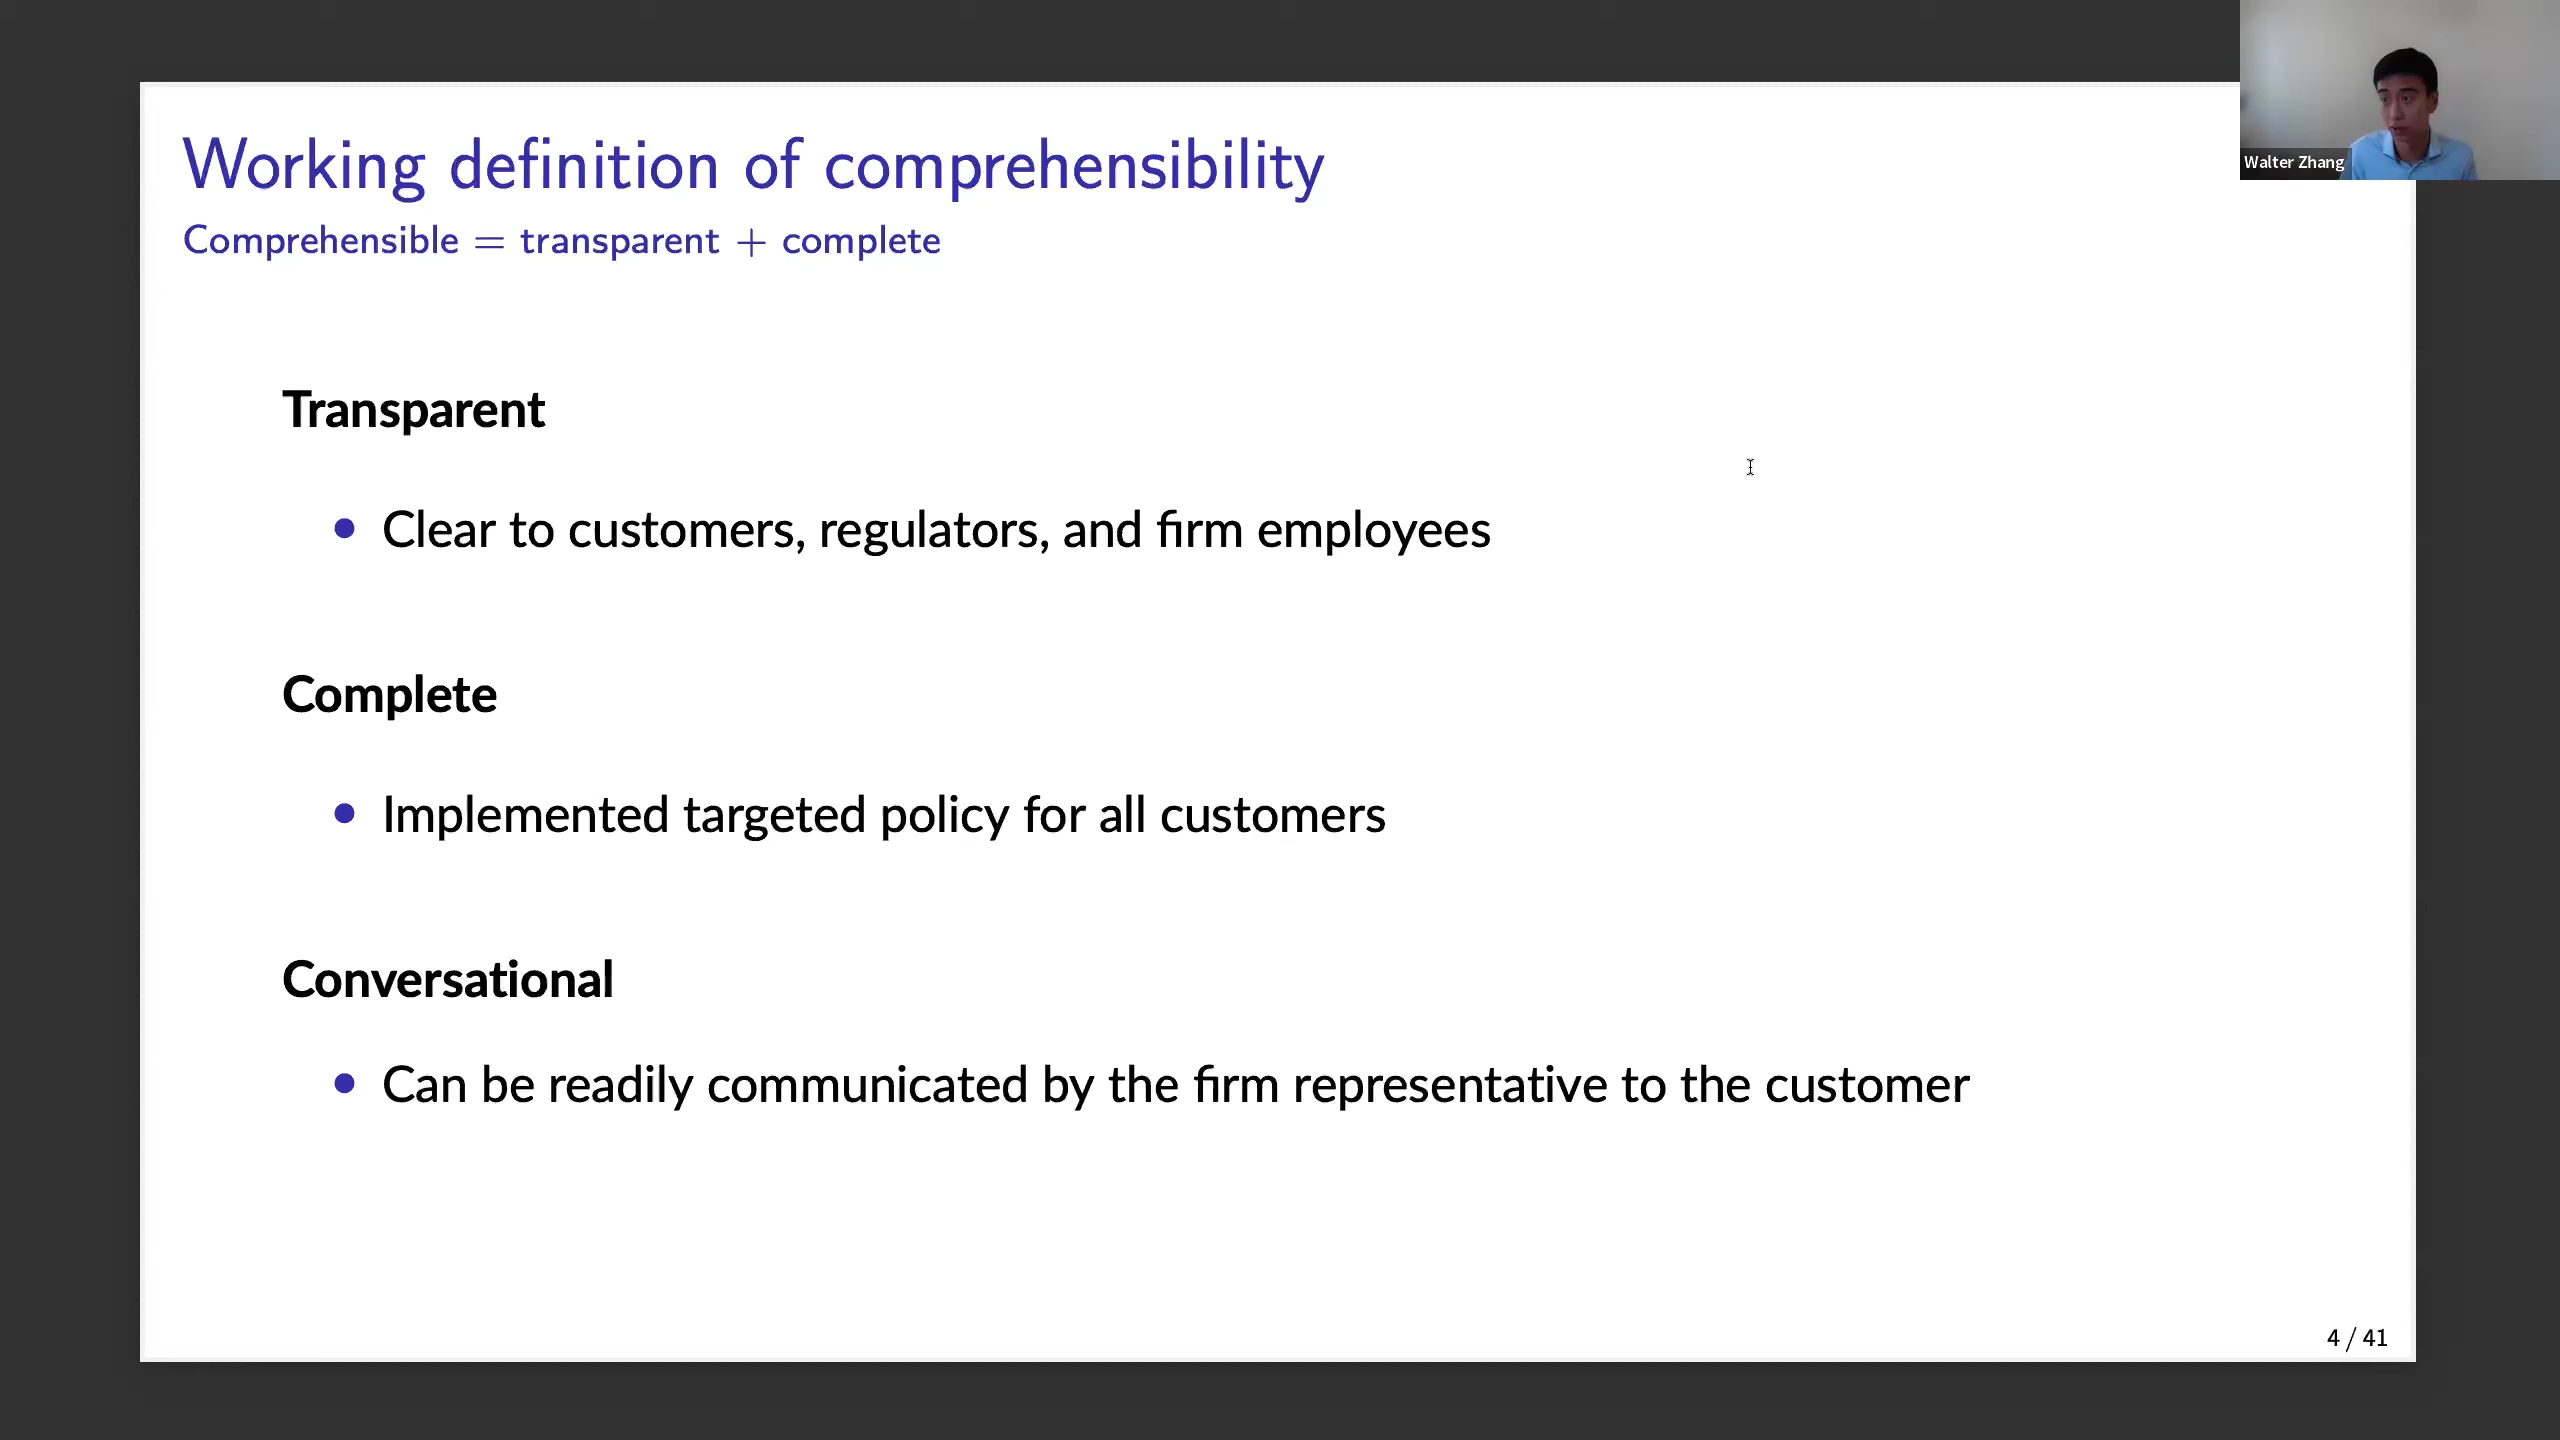 Working definition of comprehensibility
Comprehensible = transparent + complete
Walter Zhang
Transparent
• Clear to customers, regulators, and firm employees
Complete
• Implemented targeted policy for all customers
Conversational
• Can be readily communicated by the firm representative to the customer
4 / 41